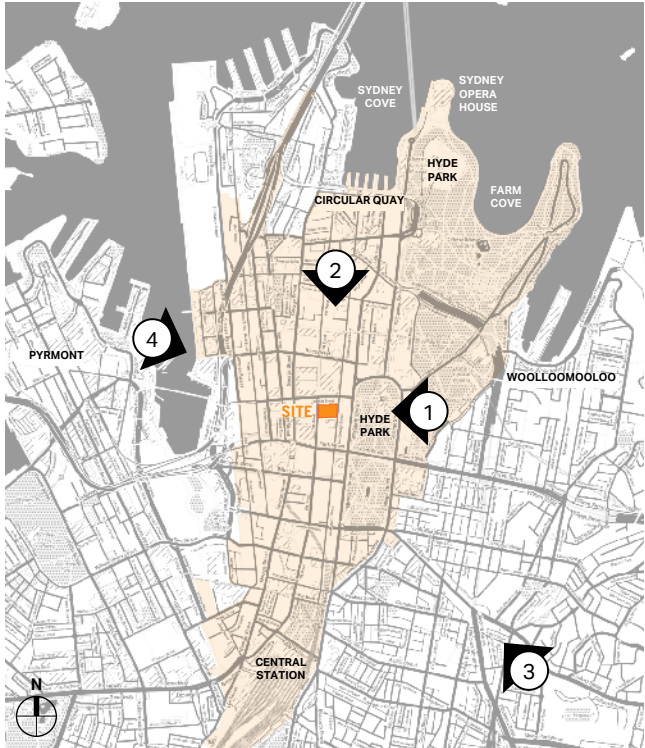 SYDNEY
COVE
SYDNEY
OPERA
HOUSE
HYDE
PARK
FARM
COVE
CIRCULAR QUAY
2
4
PYRMONT
WOOLLOOMOOLOO
SITE
HYDE
PARK
1
CENTRAL
STATION
3
N